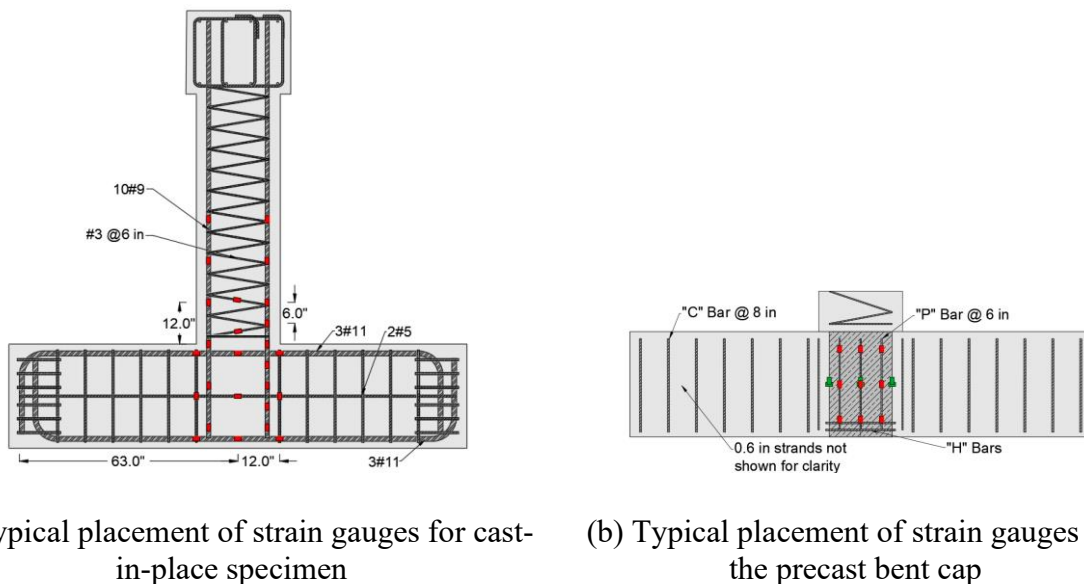 10#9
#3 @6 in
12.0"
6.0"
3#11
2#5
63.0"
12.0"
3#11
"C" Bar @ 8 in
"P" Bar @ 6 in
0.6 in strands not
shown for clarity
"H" Bars
ypical placement of strain gauges for cast-
in-place specimen
(b) Typical placement of strain gauges
the precast bent cap